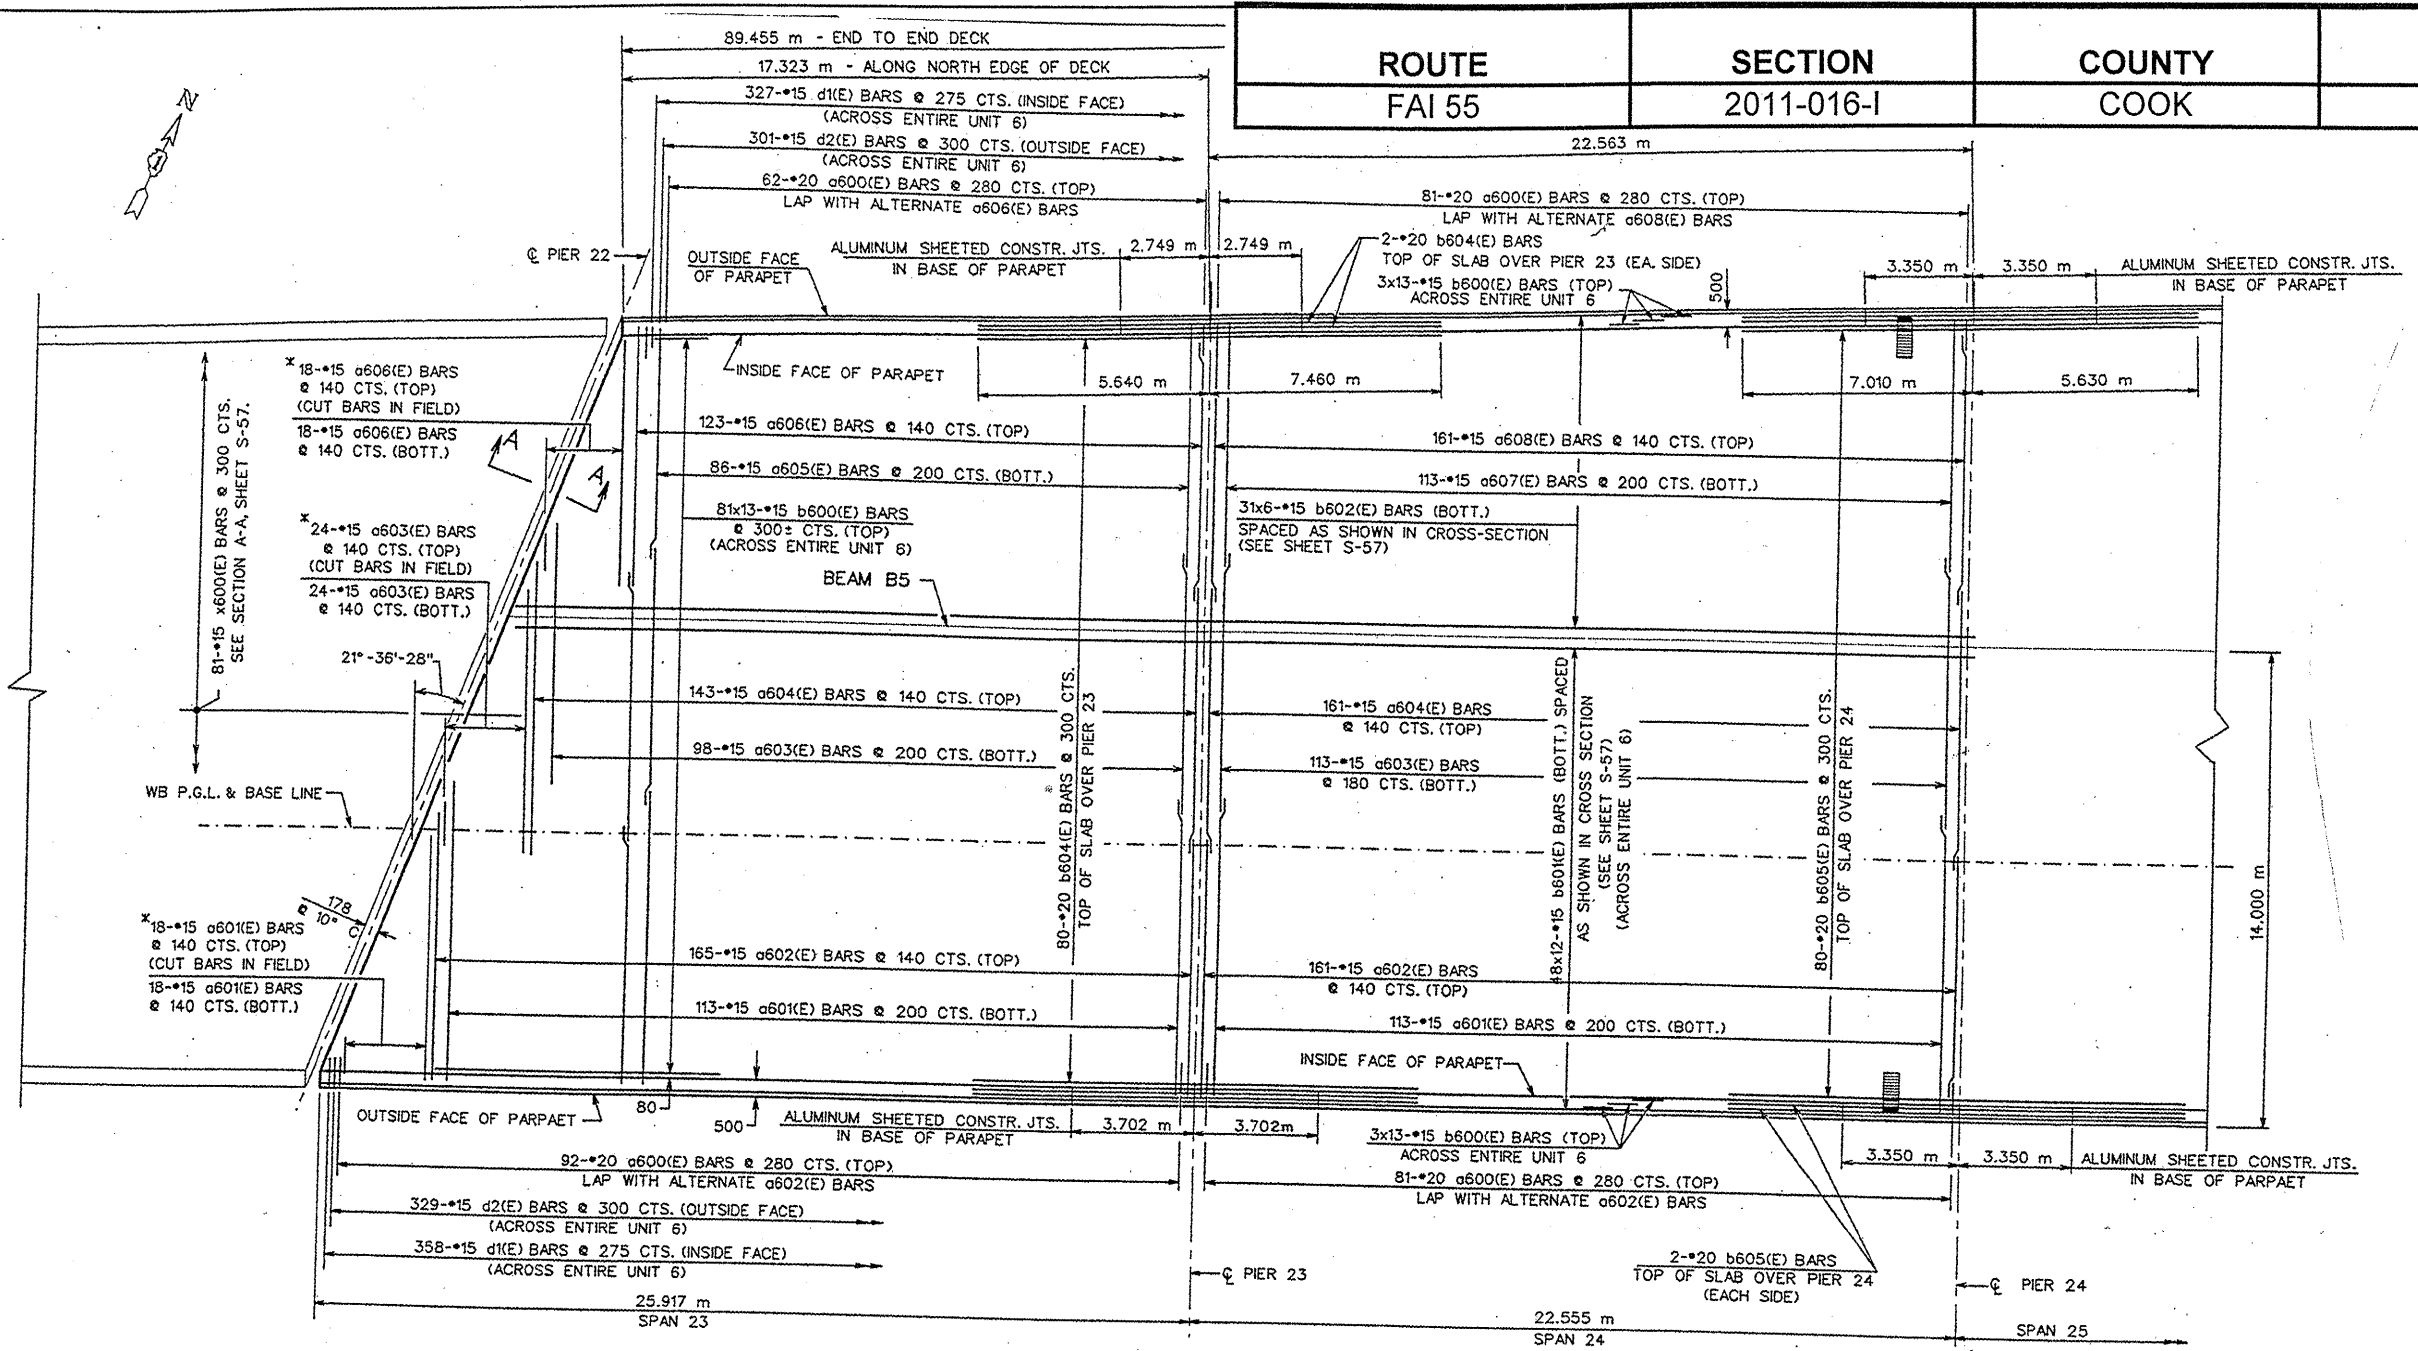 ROUTE SECTION COUNTY
FAI 55 2011-016-I COOK
N
89.455 m - END TO END DECK
17.323 m - ALONG NORTH EDGE OF DECK
327-•15 d1(E) BARS @ 275 CTS. (INSIDE FACE)
(ACROSS ENTIRE UNIT 6)
301-•15 d2(E) BARS @ 300 CTS. (OUTSIDE FACE)
(ACROSS ENTIRE UNIT 6)
62-•20 a600(E) BARS @ 280 CTS. (TOP)
LAP WITH ALTERNATE a606(E) BARS
22.563 m
81-•20 a600(E) BARS @ 280 CTS. (TOP)
LAP WITH ALTERNATE a608(E) BARS
℄ PIER 22
OUTSIDE FACE
OF PARAPET
ALUMINUM SHEETED CONSTR. JTS.
IN BASE OF PARAPET
2.749 m
2.749 m
2-•20 b604(E) BARS
TOP OF SLAB OVER PIER 23 (EA. SIDE)
3x13-•15 b600(E) BARS (TOP)
ACROSS ENTIRE UNIT 6
500
3.350 m
3.350 m
ALUMINUM SHEETED CONSTR. JTS.
IN BASE OF PARAPET
INSIDE FACE OF PARAPET
5.640 m
7.460 m
7.010 m
5.630 m
81-•15 x600(E) BARS @ 300 CTS.
SEE SECTION A-A, SHEET S-57.
*18-•15 a606(E) BARS
@ 140 CTS. (TOP)
(CUT BARS IN FIELD)
18-•15 a606(E) BARS
@ 140 CTS. (BOTT.)
A
A
123-•15 a606(E) BARS @ 140 CTS. (TOP)
161-•15 a608(E) BARS @ 140 CTS. (TOP)
86-•15 a605(E) BARS @ 200 CTS. (BOTT.)
113-•15 a607(E) BARS @ 200 CTS. (BOTT.)
81x13-•15 b600(E) BARS
@ 300± CTS. (TOP)
(ACROSS ENTIRE UNIT 6)
31x6-•15 b602(E) BARS (BOTT.)
SPACED AS SHOWN IN CROSS-SECTION
(SEE SHEET S-57)
*24-•15 a603(E) BARS
@ 140 CTS. (TOP)
(CUT BARS IN FIELD)
24-•15 a603(E) BARS
@ 140 CTS. (BOTT.)
BEAM B5
21°-36'-28"
143-•15 a604(E) BARS @ 140 CTS. (TOP)
161-•15 a604(E) BARS
@ 140 CTS. (TOP)
98-•15 a603(E) BARS @ 200 CTS. (BOTT.)
113-•15 a603(E) BARS
@ 180 CTS. (BOTT.)
80-•20 b604(E) BARS @ 300 CTS.
TOP OF SLAB OVER PIER 23
48x12-•15 b601(E) BARS (BOTT.) SPACED
AS SHOWN IN CROSS SECTION
(SEE SHEET S-57)
(ACROSS ENTIRE UNIT 6)
80-•20 b605(E) BARS @ 300 CTS.
TOP OF SLAB OVER PIER 24
14.000 m
WB P.G.L. & BASE LINE
178
@ 10° C
*18-•15 a601(E) BARS
@ 140 CTS. (TOP)
(CUT BARS IN FIELD)
18-•15 a601(E) BARS
@ 140 CTS. (BOTT.)
165-•15 a602(E) BARS @ 140 CTS. (TOP)
161-•15 a602(E) BARS
@ 140 CTS. (TOP)
113-•15 a601(E) BARS @ 200 CTS. (BOTT.)
113-•15 a601(E) BARS @ 200 CTS. (BOTT.)
INSIDE FACE OF PARAPET
OUTSIDE FACE OF PARPAET
80
500
ALUMINUM SHEETED CONSTR. JTS.
IN BASE OF PARAPET
3.702 m
3.702m
3x13-•15 b600(E) BARS (TOP)
ACROSS ENTIRE UNIT 6
3.350 m
3.350 m
ALUMINUM SHEETED CONSTR. JTS.
IN BASE OF PARPAET
92-•20 a600(E) BARS @ 280 CTS. (TOP)
LAP WITH ALTERNATE a602(E) BARS
81-•20 a600(E) BARS @ 280 CTS. (TOP)
LAP WITH ALTERNATE a602(E) BARS
329-•15 d2(E) BARS @ 300 CTS. (OUTSIDE FACE)
(ACROSS ENTIRE UNIT 6)
358-•15 d1(E) BARS @ 275 CTS. (INSIDE FACE)
(ACROSS ENTIRE UNIT 6)
2-•20 b605(E) BARS
TOP OF SLAB OVER PIER 24
(EACH SIDE)
℄ PIER 23
℄ PIER 24
25.917 m
SPAN 23
22.555 m
SPAN 24
SPAN 25